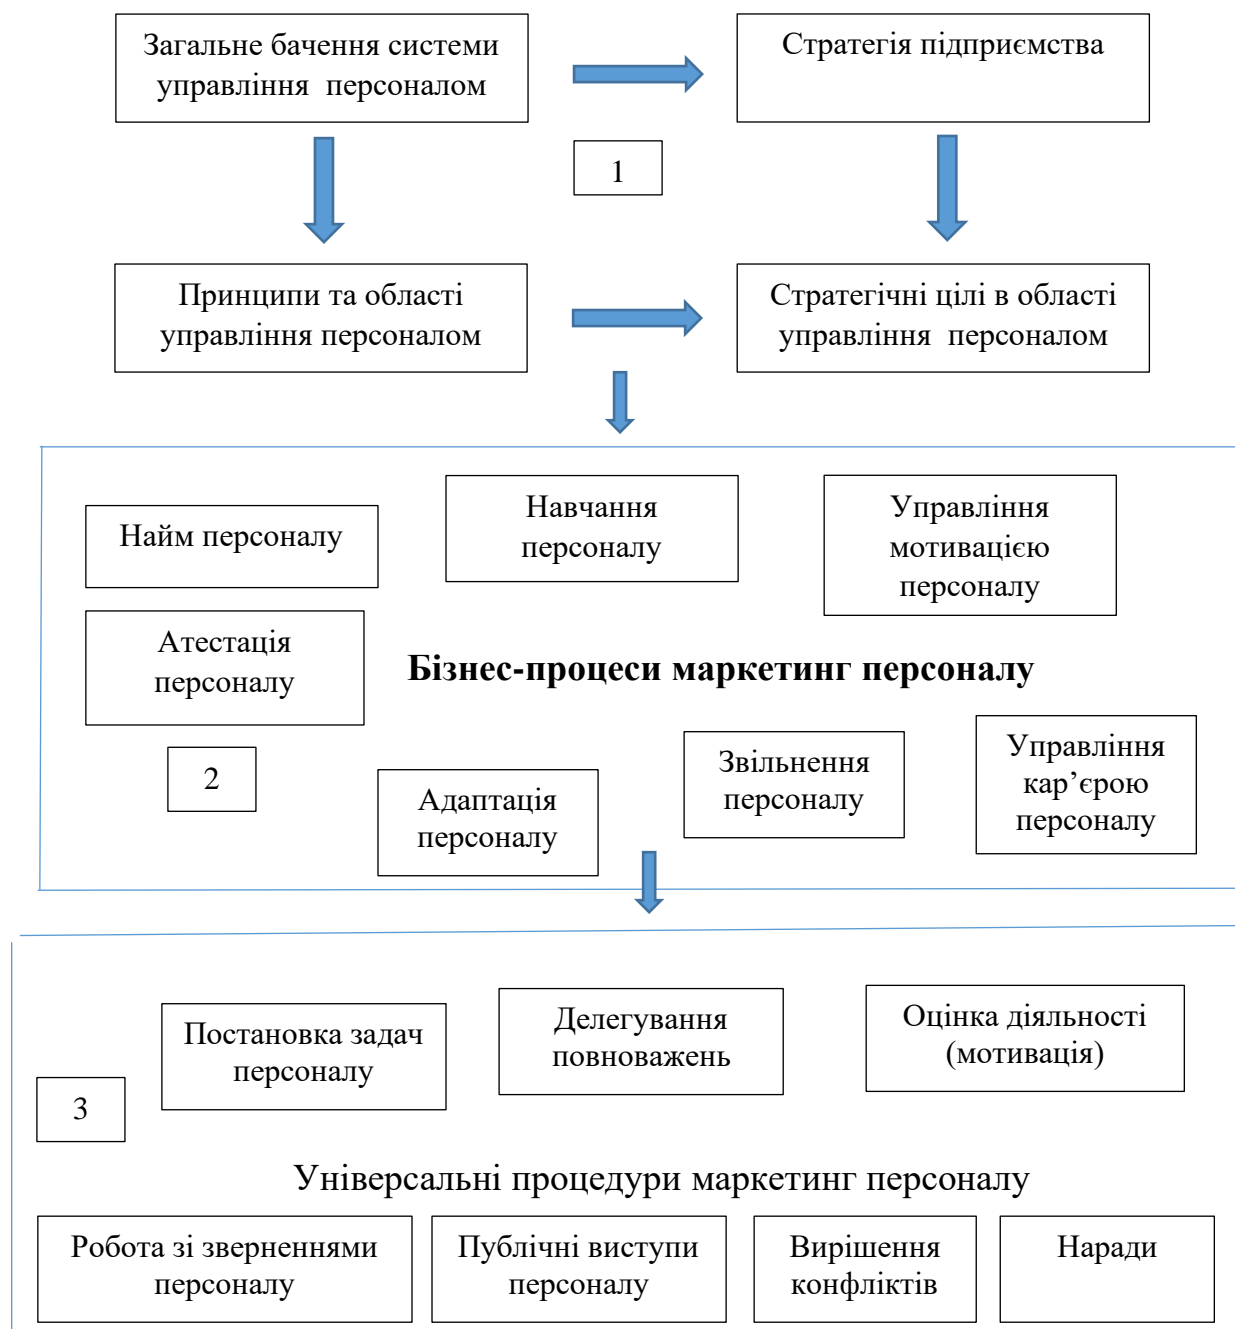 Загальне бачення системи
управління  персоналом
Стратегія підприємства
1
Принципи та області
управління персоналом
Стратегічні цілі в області
управління  персоналом
Найм персоналу
Навчання
персоналу
Управління
мотивацією
персоналу
Атестація
персоналу
Бізнес-процеси маркетинг персоналу
2
Адаптація
персоналу
Звільнення
персоналу
Управління
кар’єрою
персоналу
Постановка задач
персоналу
Делегування
повноважень
Оцінка діяльності
(мотивація)
3
Універсальні процедури маркетинг персоналу
Робота зі зверненнями
персоналу
Публічні виступи
персоналу
Вирішення
конфліктів
Наради